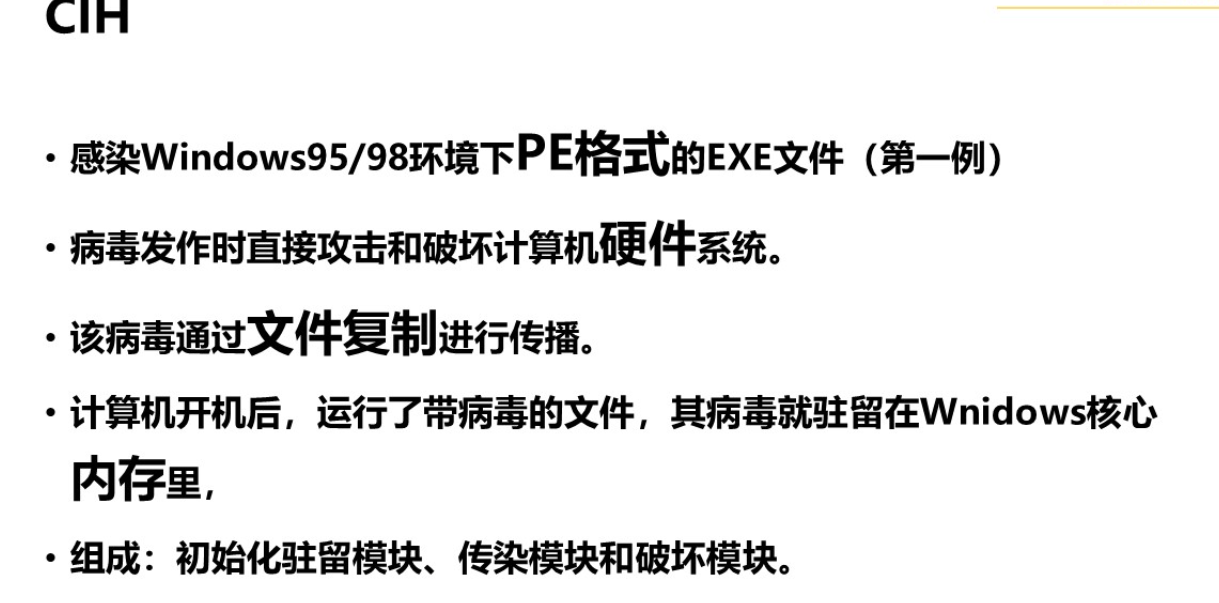 CIH
• 感染Windows95/98环境下PE格式的EXE文件（第一例）
• 病毒发作时直接攻击和破坏计算机硬件系统。
• 该病毒通过文件复制进行传播。
• 计算机开机后，运行了带病毒的文件，其病毒就驻留在Wnidows核心
内存里，
• 组成：初始化驻留模块、传染模块和破坏模块。